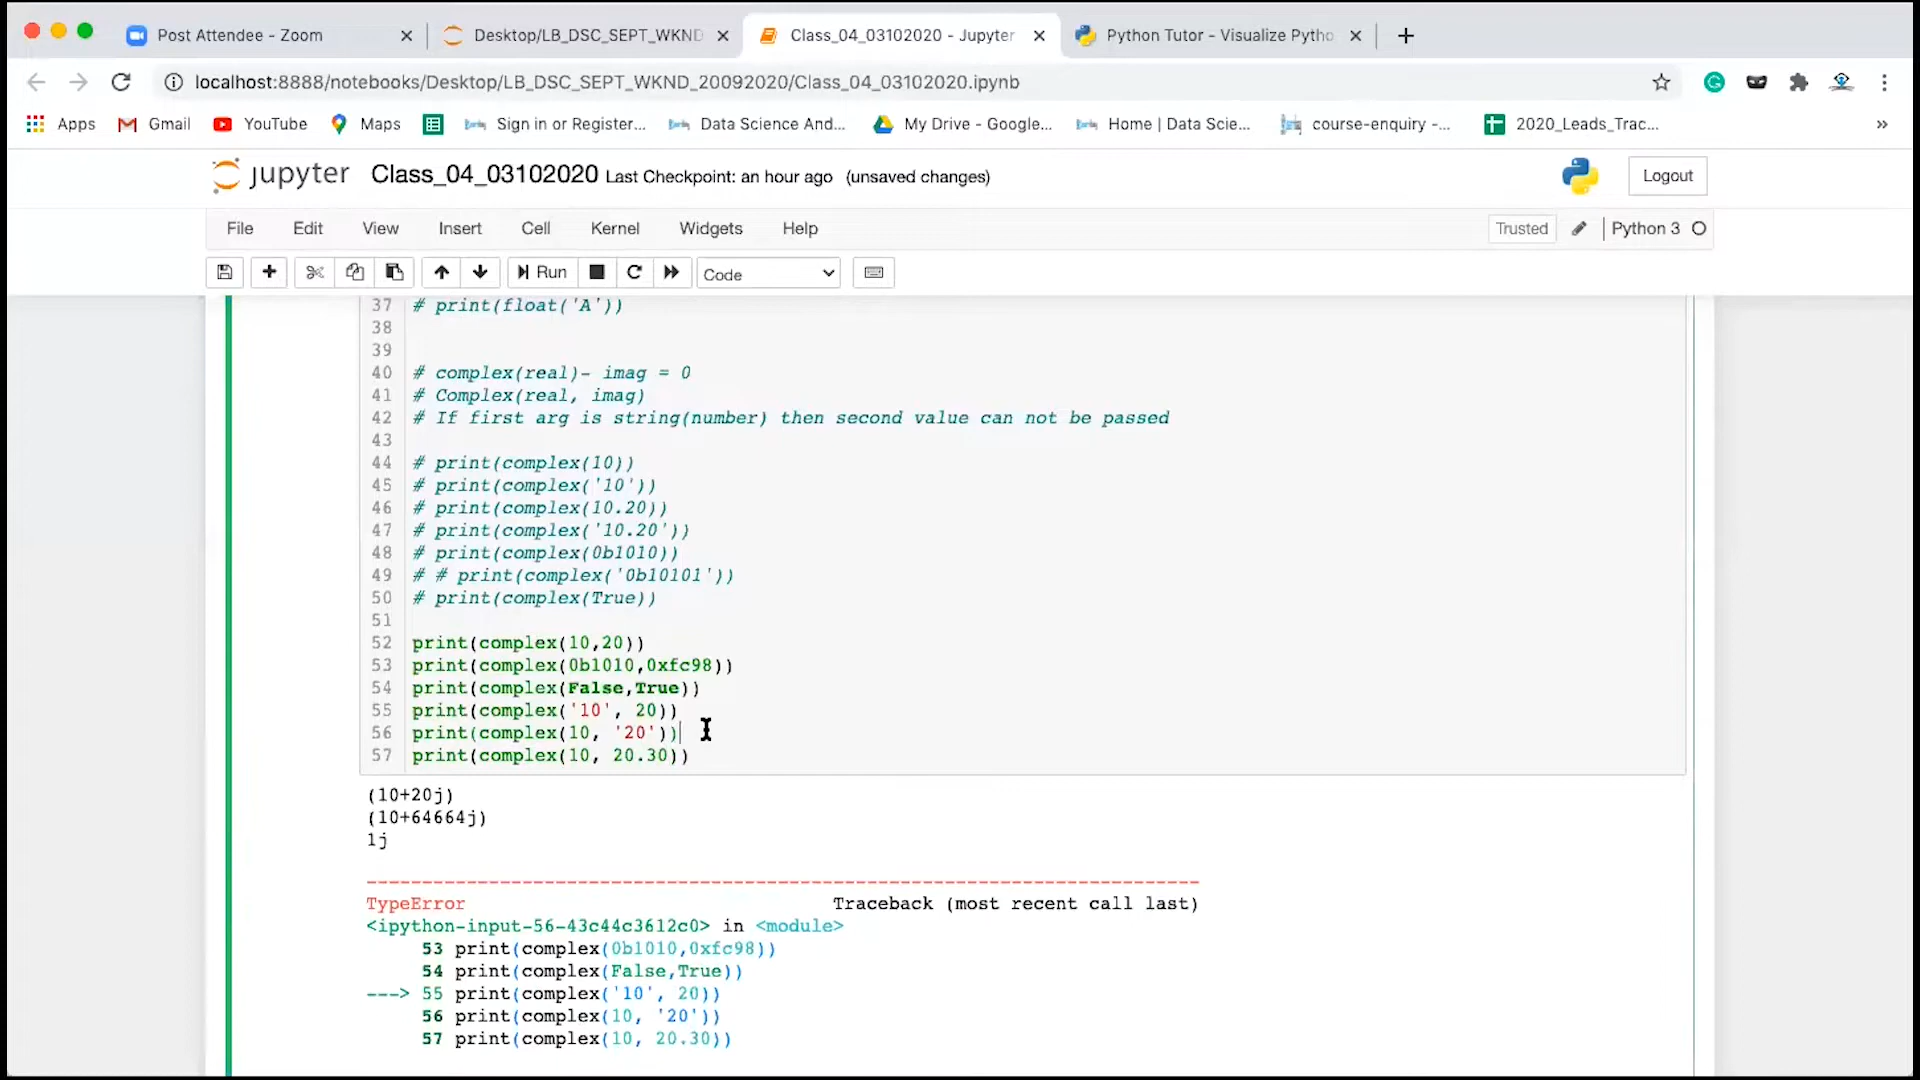 Post Attendee - Zoom
Desktop/LB_DSC_SEPT_WKND
Class_04_03102020 - Jupyter
Python Tutor - Visualize Pytho
localhost:8888/notebooks/Desktop/LB_DSC_SEPT_WKND_20092020/Class_04_03102020.ipynb
Apps Gmail YouTube Maps Sign in or Register... Data Science And... My Drive - Google... Home | Data Scie... course-enquiry -... 2020_Leads_Trac... »
jupyter Class_04_03102020 Last Checkpoint: an hour ago (unsaved changes) Logout
File Edit View Insert Cell Kernel Widgets Help Trusted Python 3
Run Code
37 # print(float('A'))
38
39
40 # complex(real)- imag = 0
41 # Complex(real, imag)
42 # If first arg is string(number) then second value can not be passed
43
44 # print(complex(10))
45 # print(complex('10'))
46 # print(complex(10.20))
47 # print(complex('10.20'))
48 # print(complex(0b1010))
49 # # print(complex('0b10101'))
50 # print(complex(True))
51
52 print(complex(10,20))
53 print(complex(0b1010,0xfc98))
54 print(complex(False,True))
55 print(complex('10', 20))
56 print(complex(10, '20'))
57 print(complex(10, 20.30))
(10+20j)
(10+64664j)
1j
---------------------------------------------------------------------------
TypeError Traceback (most recent call last)
<ipython-input-56-43c44c3612c0> in <module>
53 print(complex(0b1010,0xfc98))
54 print(complex(False,True))
---> 55 print(complex('10', 20))
56 print(complex(10, '20'))
57 print(complex(10, 20.30))